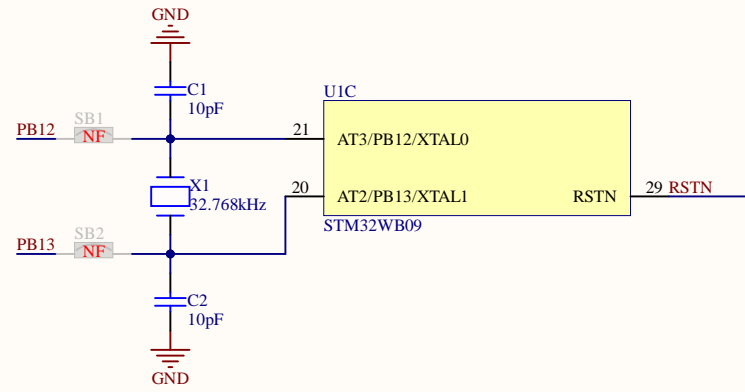 GND
C1
10pF
U1C
SB1
PB12
NF
21
AT3/PB12/XTAL0
X1
32.768kHz
20
AT2/PB13/XTAL1
RSTN
29
RSTN
STM32WB09
SB2
PB13
NF
C2
10pF
GND